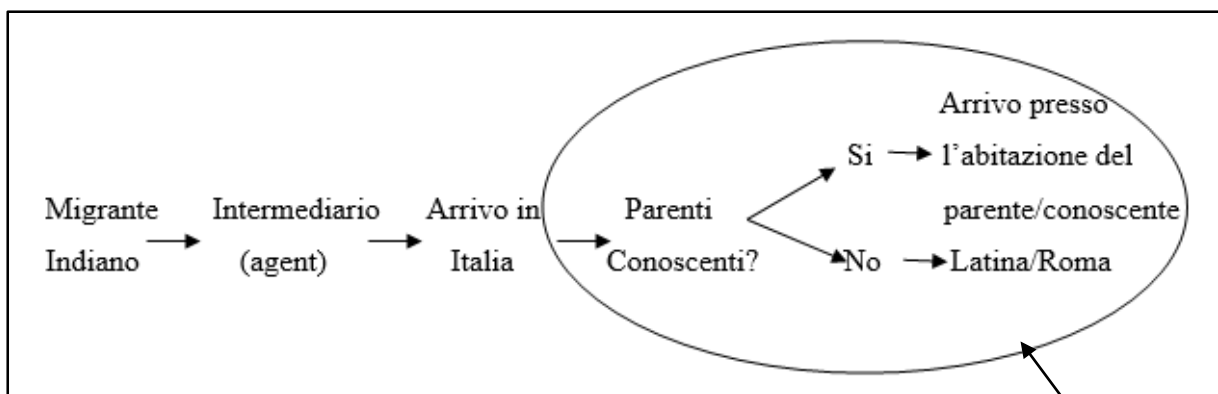 Migrante
Indiano
Intermediario
(agent)
Arrivo in
Italia
Parenti
Conoscenti?
Si
Arrivo presso
l’abitazione del
parente/conoscente
No
Latina/Roma